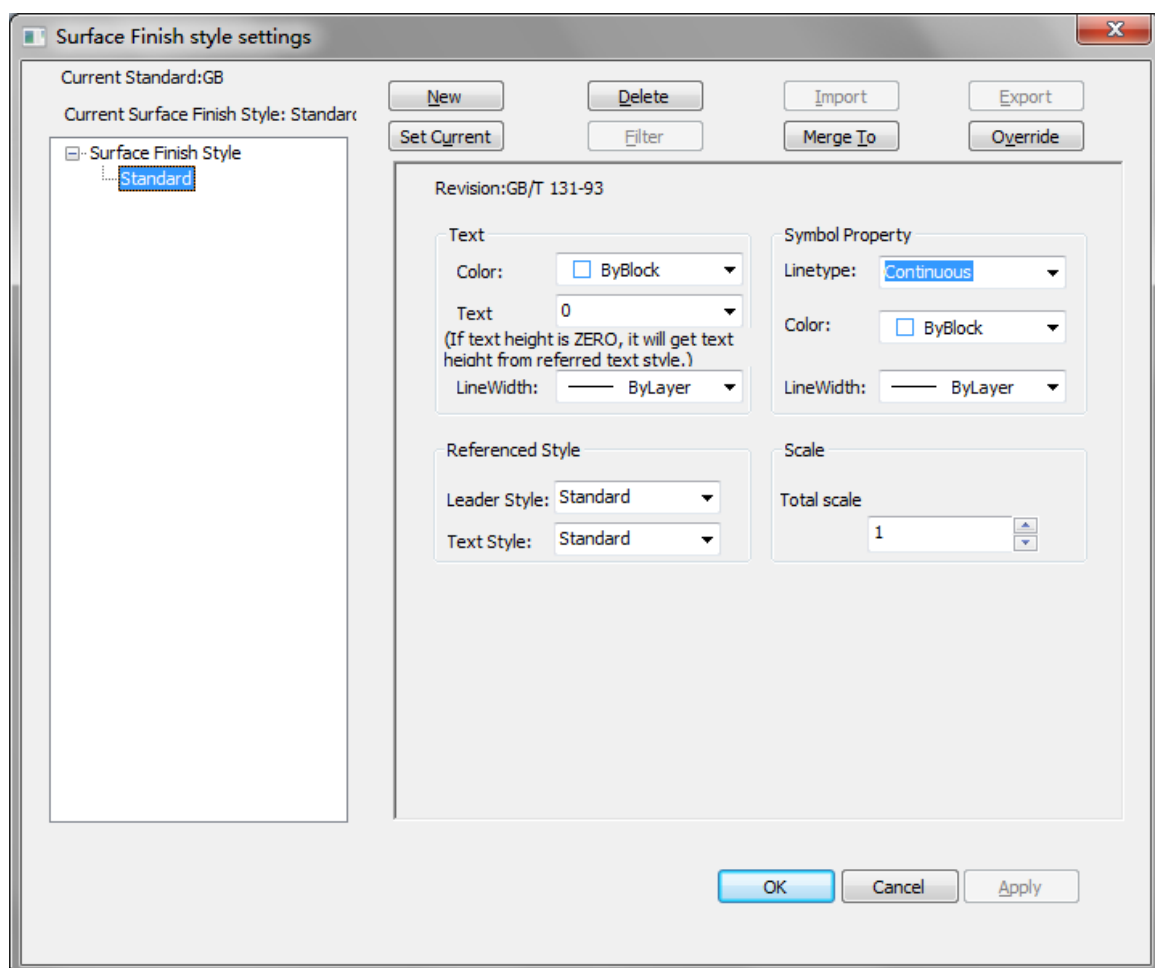 Surface Finish style settings
Current Standard:GB
Current Surface Finish Style: Standard
New Delete Import Export
Set Current Filter Merge To Override
Surface Finish Style
Standard
Revision:GB/T 131-93
Text
Color: ByBlock
Text 0
(If text height is ZERO, it will get text
height from referred text style.)
LineWidth: ByLayer
Symbol Property
Linetype: Continuous
Color: ByBlock
LineWidth: ByLayer
Referenced Style
Leader Style: Standard
Text Style: Standard
Scale
Total scale
1
OK Cancel Apply